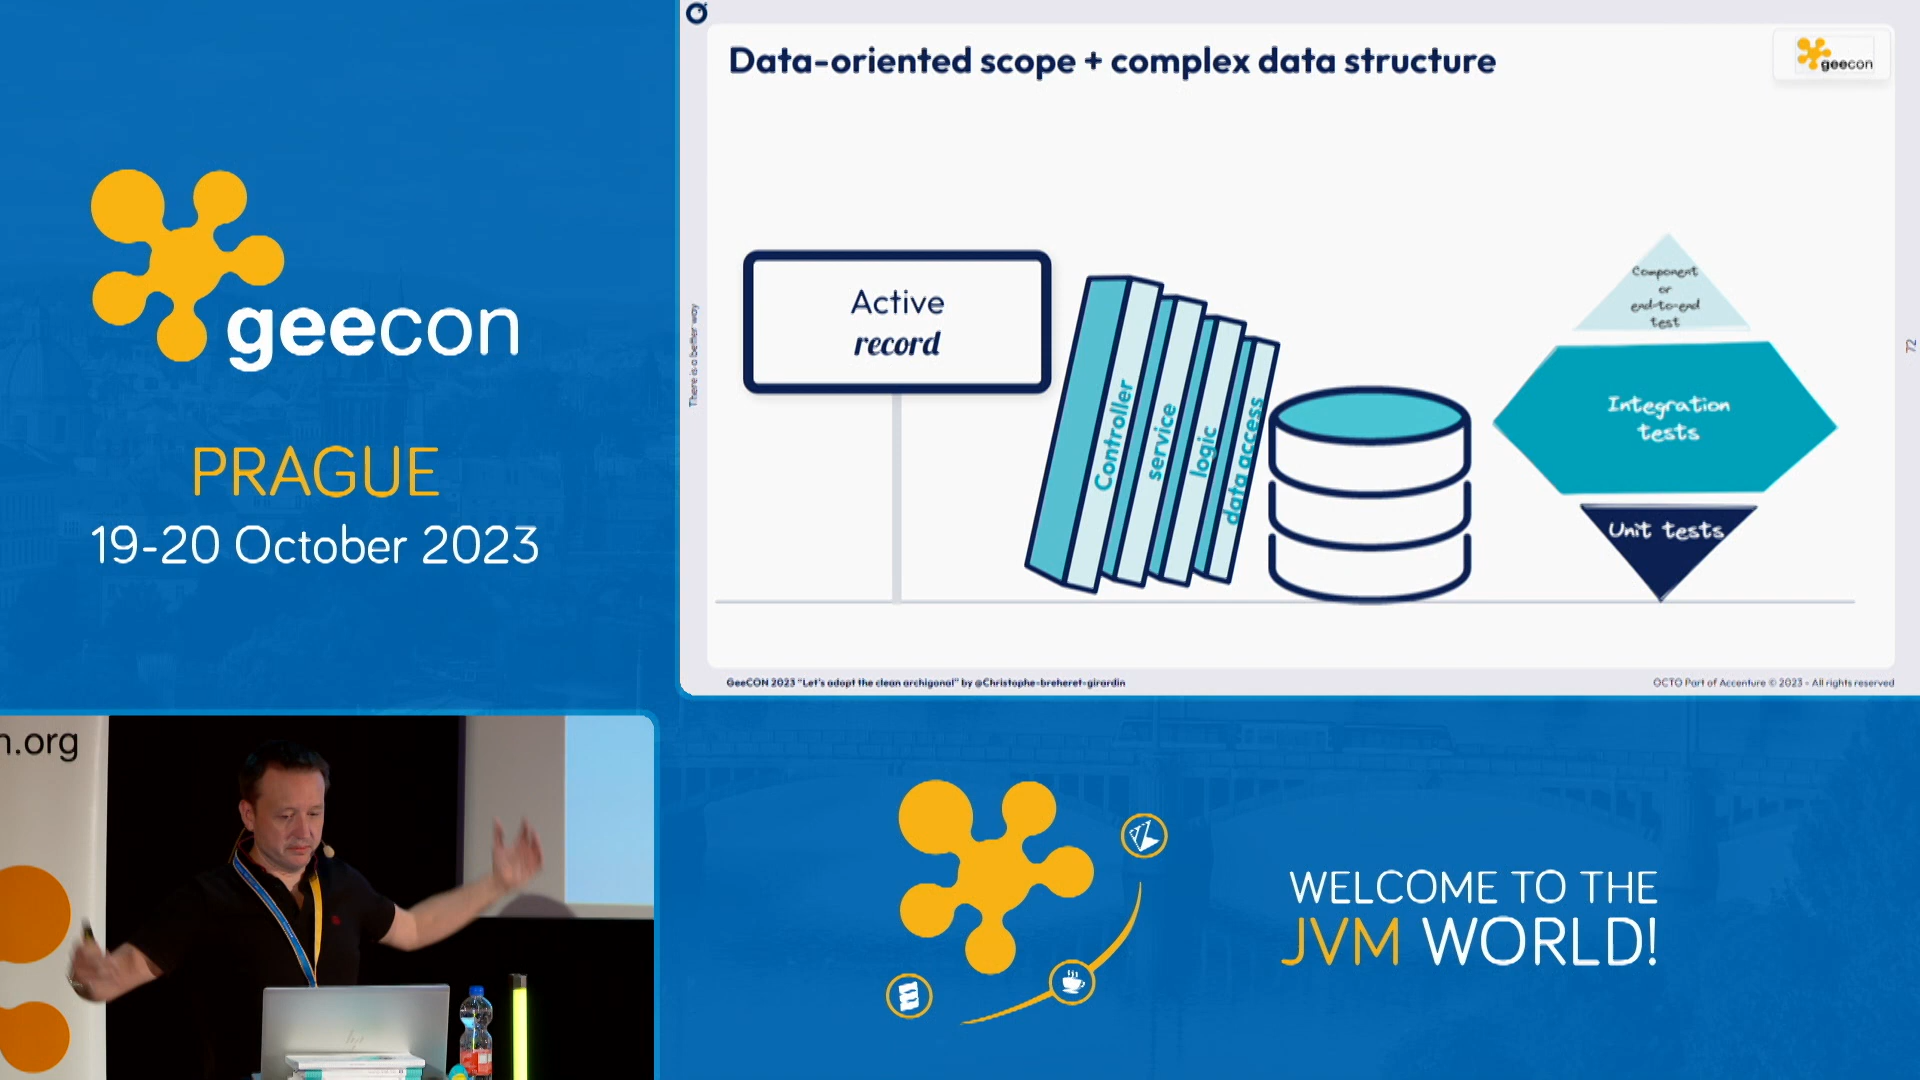 geecon
PRAGUE
19-20 October 2023
Data-oriented scope + complex data structure
geecon
There is a better way
Active
record
Controller
service
logic
data access
Component
or
end-to-end
test
Integration
tests
Unit tests
72
GeeCON 2023 "Let's adopt the clean archigonal" by @Christophe-breheret-girardin
OCTO Part of Accenture © 2023 - All rights reserved
n.org
WELCOME TO THE
JVM WORLD!